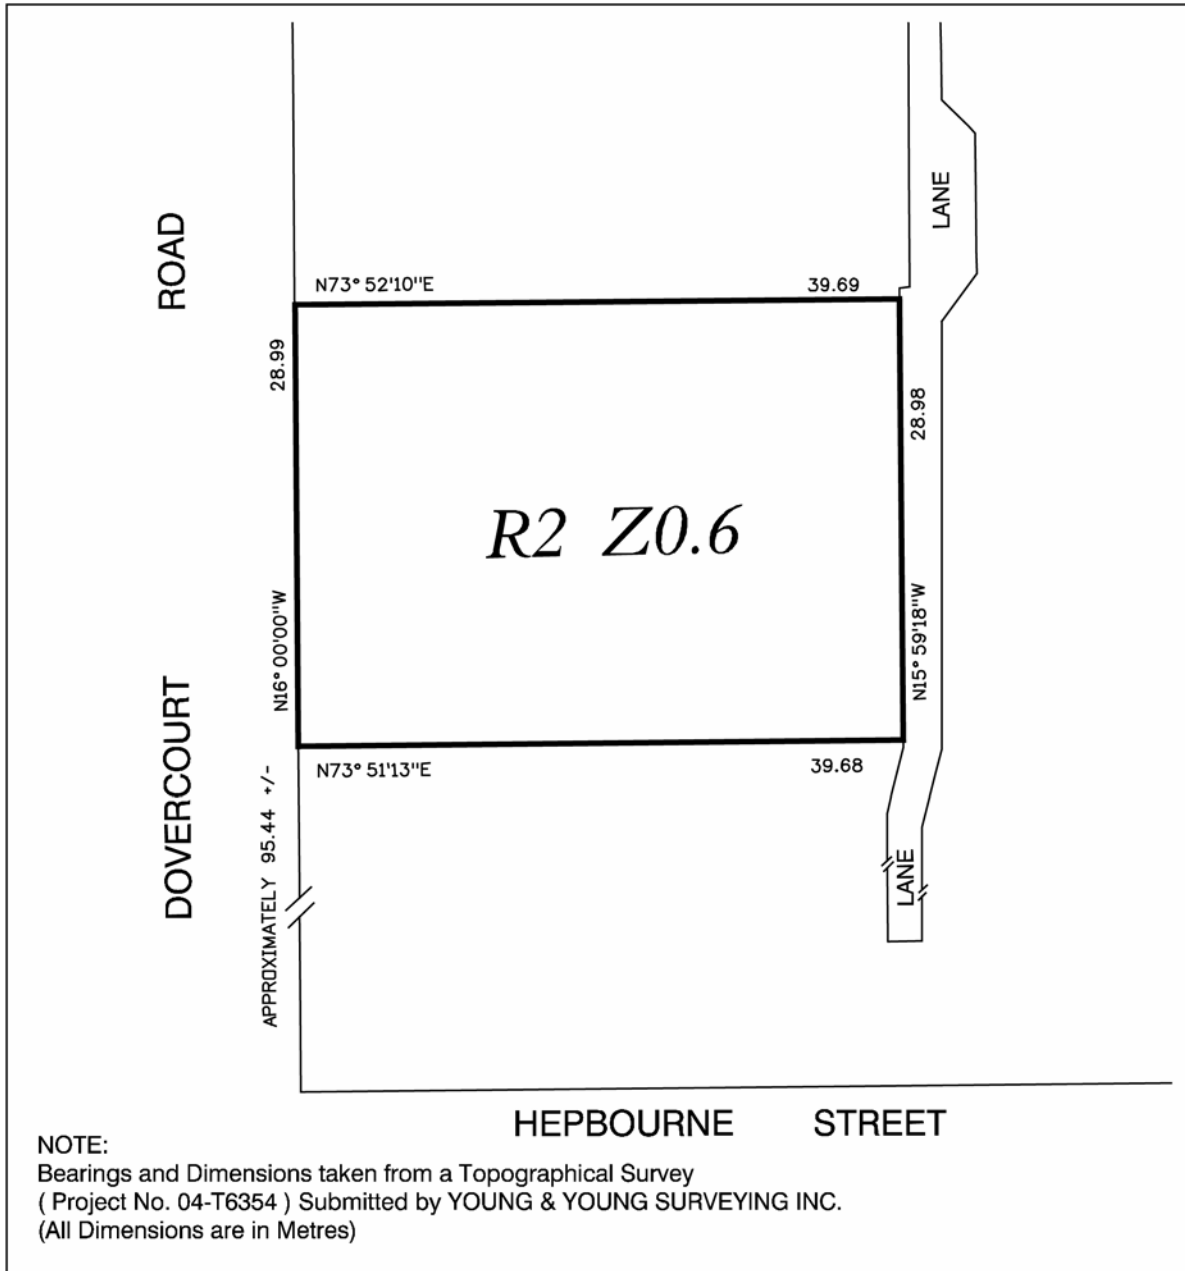 LANE
ROAD
N73° 52'10"E
39.69
28.99
28.98
R2 Z0.6
N16° 00'00"W
N15° 59'18"W
N73° 51'13"E
39.68
DOVERCOURT
APPROXIMATELY 95.44 +/-
LANE
HEPBOURNE STREET
NOTE:
Bearings and Dimensions taken from a Topographical Survey
( Project No. 04-T6354 ) Submitted by YOUNG & YOUNG SURVEYING INC.
(All Dimensions are in Metres)